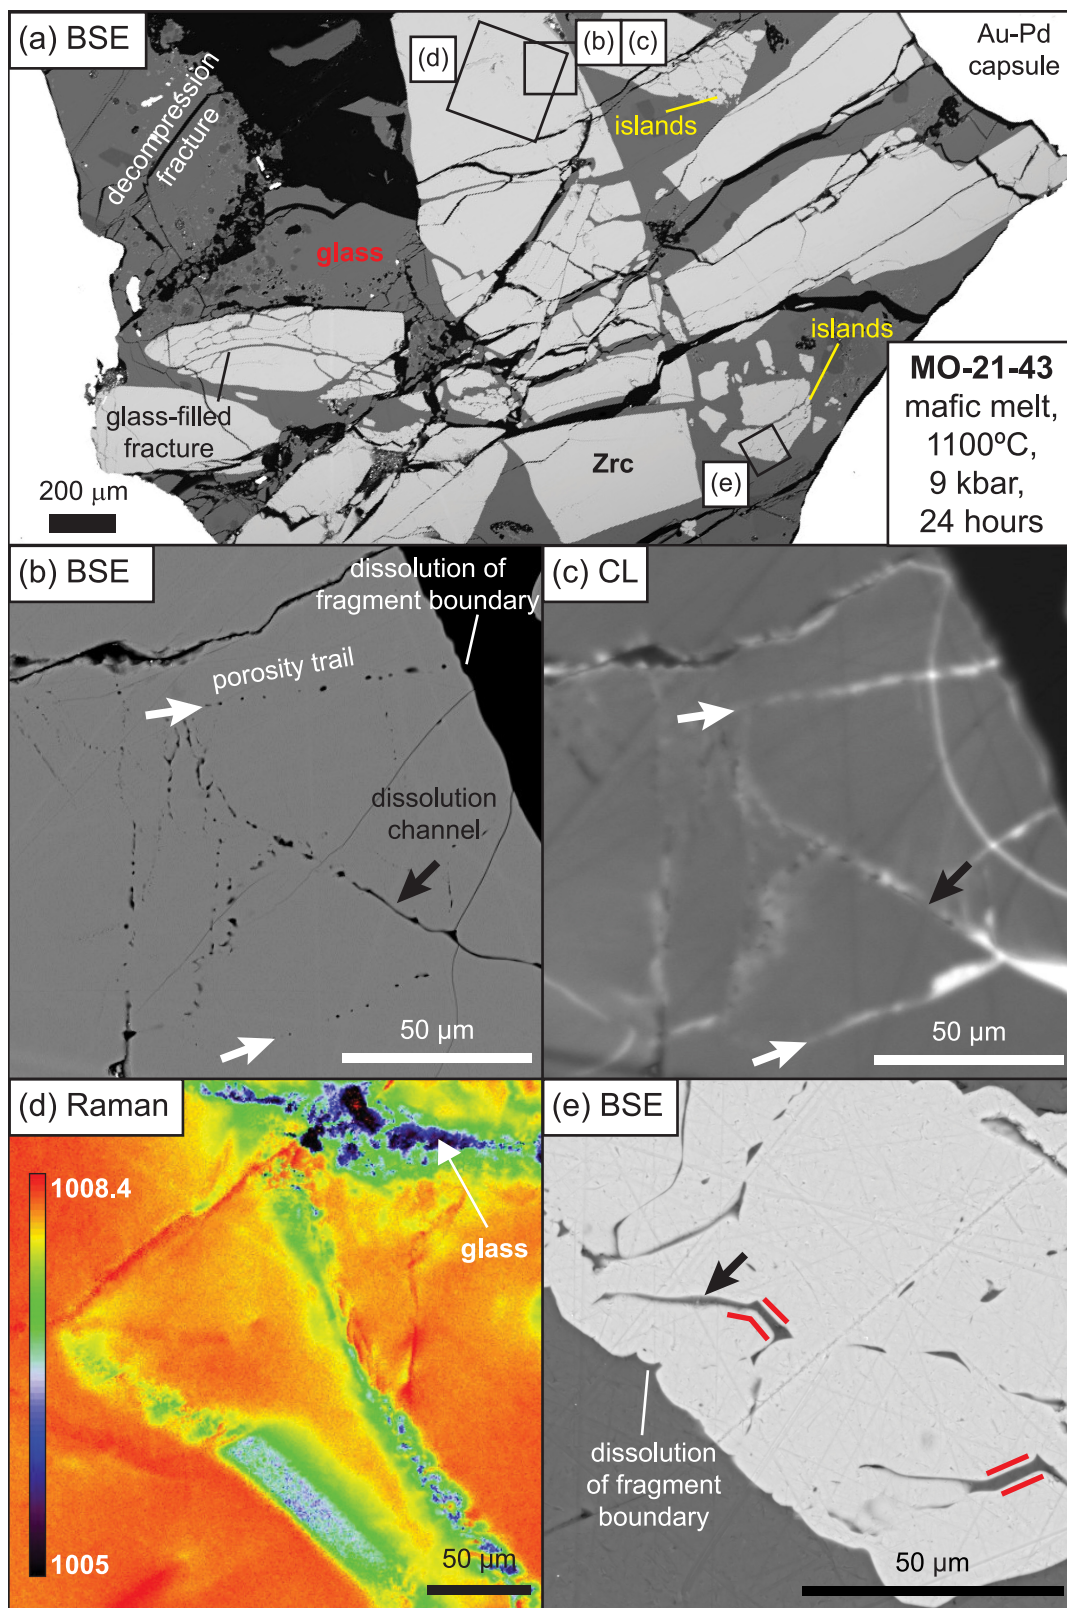 (a) BSE
decompression
fracture
(d)
(b)
(c)
Au-Pd
capsule
islands
glass
islands
glass-filled
fracture
Zrc
(e)
200 μm
MO-21-43
mafic melt,
1100ºC,
9 kbar,
24 hours
(b) BSE
dissolution of
fragment boundary
porosity trail
dissolution
channel
50 μm
(c) CL
50 μm
(d) Raman
1008.4
glass
1005
50 μm
(e) BSE
dissolution
of fragment
boundary
50 μm